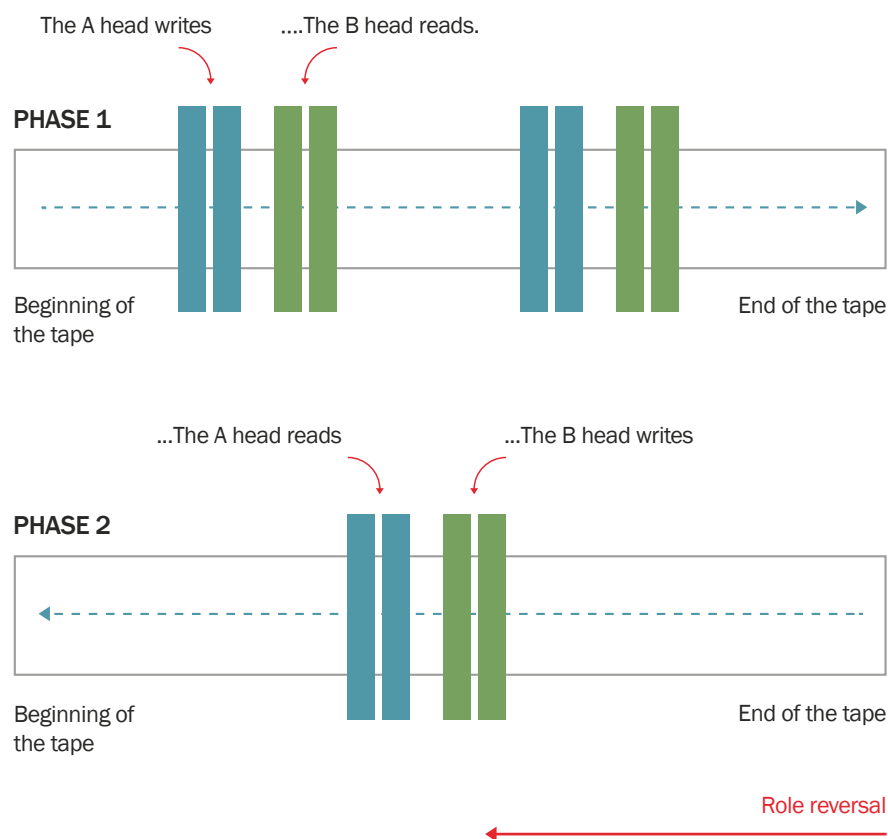 The A head writes
....The B head reads.
PHASE 1
Beginning of
the tape
End of the tape
...The A head reads
...The B head writes
PHASE 2
Beginning of
the tape
End of the tape
Role reversal